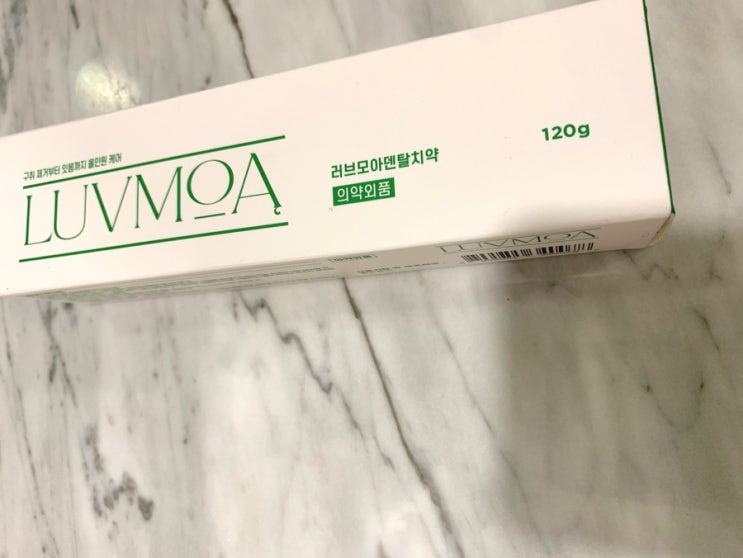 구취 제거부터 잇몸까지 올인원 케어
LUVMOA
러브모아덴탈치약
의약외품
120g
LUVMOA